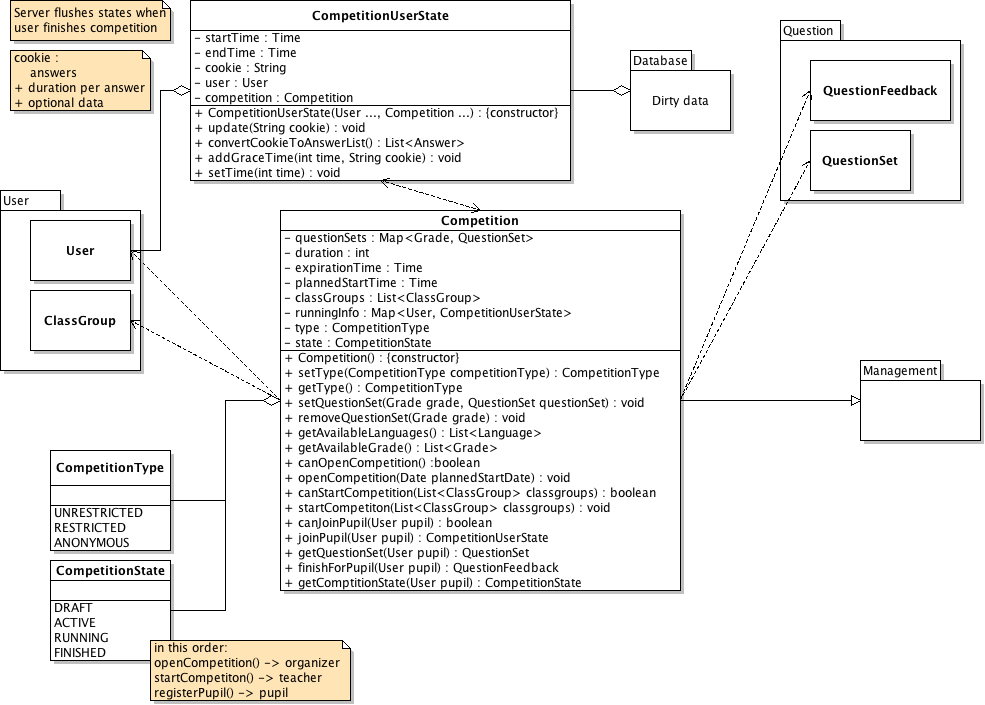 Server flushes states when
user finishes competition
cookie :
answers
+ duration per answer
+ optional data
CompetitionUserState
- startTime : Time
- endTime : Time
- cookie : String
- user : User
- competition : Competition
+ CompetitionUserState(User ..., Competition ...) : {constructor}
+ update(String cookie) : void
+ convertCookieToAnswerList() : List<Answer>
+ addGraceTime(int time, String cookie) : void
+ setTime(int time) : void
Database
Dirty data
Question
QuestionFeedback
QuestionSet
User
User
ClassGroup
Competition
- questionSets : Map<Grade, QuestionSet>
- duration : int
- expirationTime : Time
- plannedStartTime : Time
- classGroups : List<ClassGroup>
- runningInfo : Map<User, CompetitionUserState>
- type : CompetitionType
- state : CompetitionState
+ Competition() : {constructor}
+ setType(CompetitionType competitionType) : CompetitionType
+ getType() : CompetitionType
+ setQuestionSet(Grade grade, QuestionSet questionSet) : void
+ removeQuestionSet(Grade grade) : void
+ getAvailableLanguages() : List<Language>
+ getAvailableGrade() : List<Grade>
+ canOpenCompetition() :boolean
+ openCompetition(Date plannedStartDate) : void
+ canStartCompetition(List<ClassGroup> classgroups) : boolean
+ startCompetiton(List<ClassGroup> classgroups) : void
+ canJoinPupil(User pupil) : boolean
+ joinPupil(User pupil) : CompetitionUserState
+ getQuestionSet(User pupil) : QuestionSet
+ finishForPupil(User pupil) : QuestionFeedback
+ getComptitionState(User pupil) : CompetitionState
Management
CompetitionType
UNRESTRICTED
RESTRICTED
ANONYMOUS
CompetitionState
DRAFT
ACTIVE
RUNNING
FINISHED
in this order:
openCompetition() -> organizer
startCompetiton() -> teacher
registerPupil() -> pupil